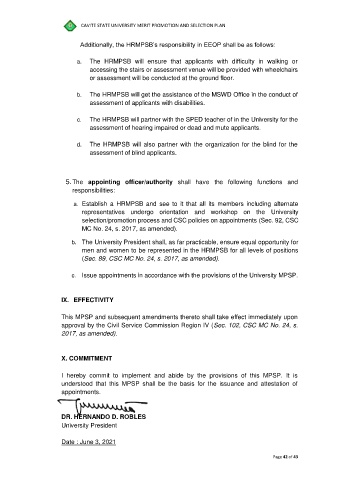 CAVITE STATE UNIVERSITY MERIT PROMOTION AND SELECTION PLAN
Additionally, the HRMPSB's responsibility in EEOP shall be as follows:
a. The HRMPSB will ensure that applicants with difficulty in walking or
accessing the stairs or assessment venue will be provided with wheelchairs
or assessment will be conducted at the ground floor.
b. The HRMPSB will get the assistance of the MSWD Office in the conduct of
assessment of applicants with disabilities.
c. The HRMPSB will partner with the SPED teacher of in the University for the
assessment of hearing impaired or dead and mute applicants.
d. The HRMPSB will also partner with the organization for the blind for the
assessment of blind applicants.
5. The appointing officer/authority shall have the following functions and
responsibilities:
a. Establish a HRMPSB and see to it that all its members including alternate
representatives undergo orientation and workshop on the University
selection/promotion process and CSC policies on appointments (Sec. 92, CSC
MC No. 24, s. 2017, as amended).
b. The University President shall, as far practicable, ensure equal opportunity for
men and women to be represented in the HRMPSB for all levels of positions
(Sec. 89, CSC MC No. 24, s. 2017, as amended).
c. Issue appointments in accordance with the provisions of the University MPSP.
IX. EFFECTIVITY
This MPSP and subsequent amendments thereto shall take effect immediately upon
approval by the Civil Service Commission Region IV (Sec. 102, CSC MC No. 24, s.
2017, as amended).
X. COMMITMENT
I hereby commit to implement and abide by the provisions of this MPSP. It is
understood that this MPSP shall be the basis for the issuance and attestation of
appointments.
DR. HERNANDO D. ROBLES
University President
Date : June 3, 2021
Page 42 of 43